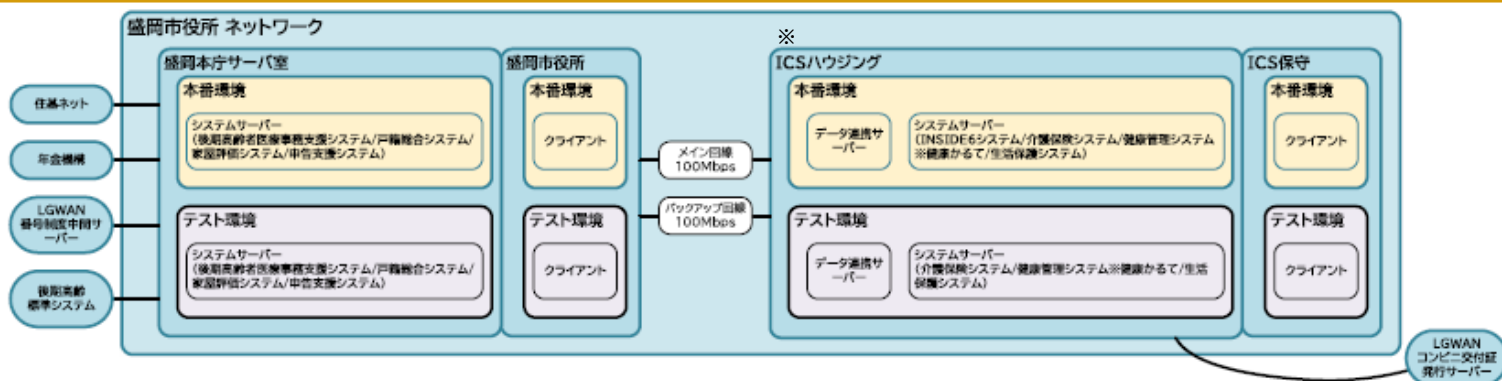 盛岡市役所 ネットワーク
※
盛岡本庁サーバ室
盛岡市役所
ICSハウジング
ICS保守
住基ネット
年金機構
LGWAN
番号制度中間サ
ーバー
後期高齢
標準システム
本番環境
システムサーバー
(後期高齢者医療事務支援システム/戸籍総合システム/
家屋評価システム/申告支援システム)
テスト環境
システムサーバー
(後期高齢者医療事務支援システム/戸籍総合システム/
家屋評価システム/申告支援システム)
本番環境
クライアント
テスト環境
クライアント
メイン回線
100Mbps
バックアップ回線
100Mbps
本番環境
データ連携サ
ーバー
システムサーバー
(INSIDE6システム/介護保険システム/健康管理システム
※健康かるて/生活保護システム)
テスト環境
データ連携サ
ーバー
システムサーバー
(介護保険システム/健康管理システム※健康かるて/生活
保護システム)
本番環境
クライアント
テスト環境
クライアント
LGWAN
コンビニ交付証
発行サーバー